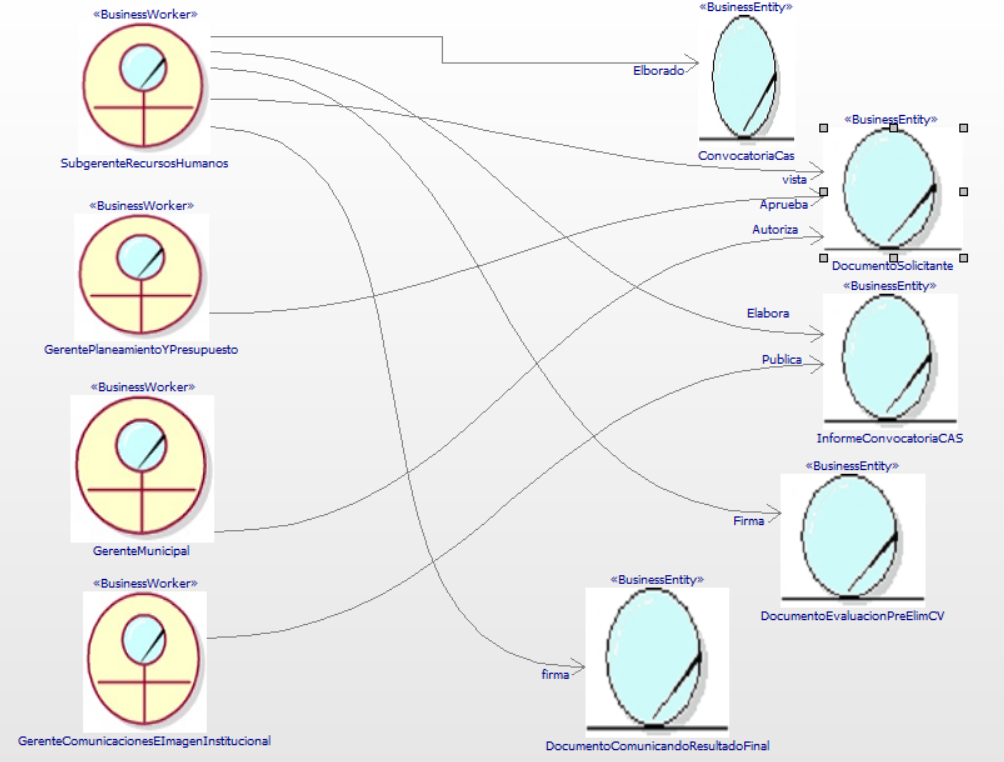 «BusinessWorker»
SubgerenteRecursosHumanos
«BusinessWorker»
GerentePlaneamientoYPresupuesto
«BusinessWorker»
GerenteMunicipal
«BusinessWorker»
GerenteComunicacionesEImagenInstitucional
«BusinessEntity»
Elborado
ConvocatoriaCas
«BusinessEntity»
vista
Aprueba
Autoriza
DocumentoSolicitante
«BusinessEntity»
Elabora
Publica
InformeConvocatoriaCAS
«BusinessEntity»
Firma
DocumentoEvaluacionPreElimCV
«BusinessEntity»
firma
DocumentoComunicandoResultadoFinal